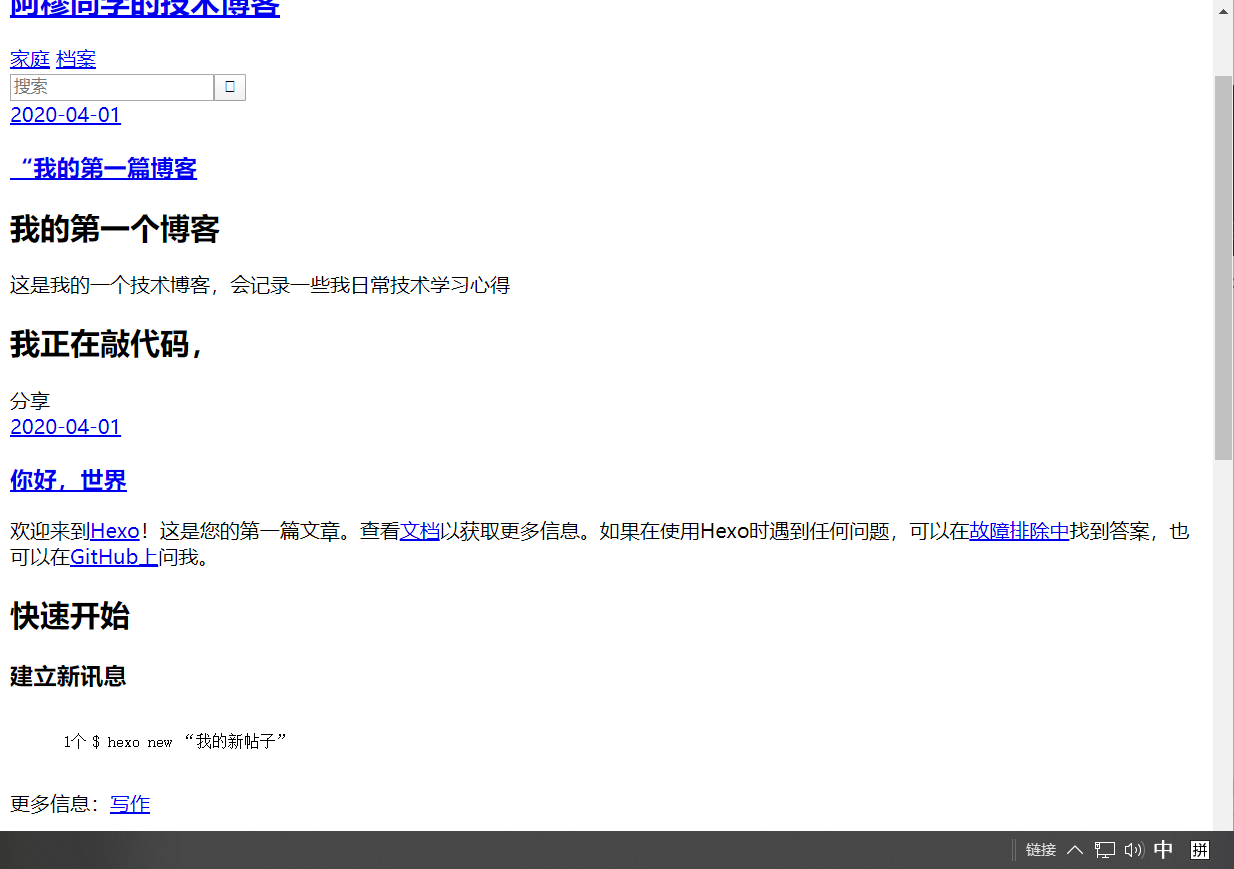 阿穆同学的技术博客
家庭 档案
搜索
2020-04-01
“我的第一篇博客
我的第一个博客
这是我的一个技术博客，会记录一些我日常技术学习心得
我正在敲代码，
分享
2020-04-01
你好，世界
欢迎来到Hexo！这是您的第一篇文章。查看文档以获取更多信息。如果在使用Hexo时遇到任何问题，可以在故障排除中找到答案，也
可以在GitHub上问我。
快速开始
建立新讯息
1个 $ hexo new “我的新帖子”
更多信息：写作
链接 中 拼